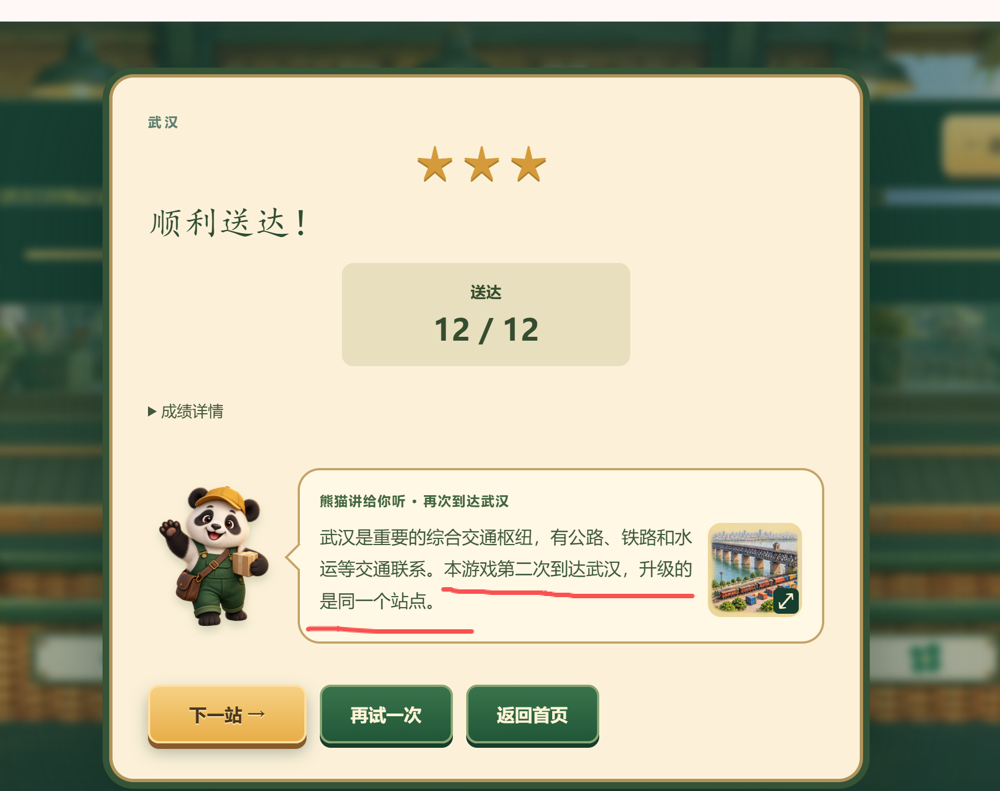 武汉
顺利送达！
送达
12 / 12
▶ 成绩详情
熊猫讲给你听 · 再次到达武汉
武汉是重要的综合交通枢纽，有公路、铁路和水
运等交通联系。本游戏第二次到达武汉，升级的
是同一个站点。
下一站 →
再试一次
返回首页